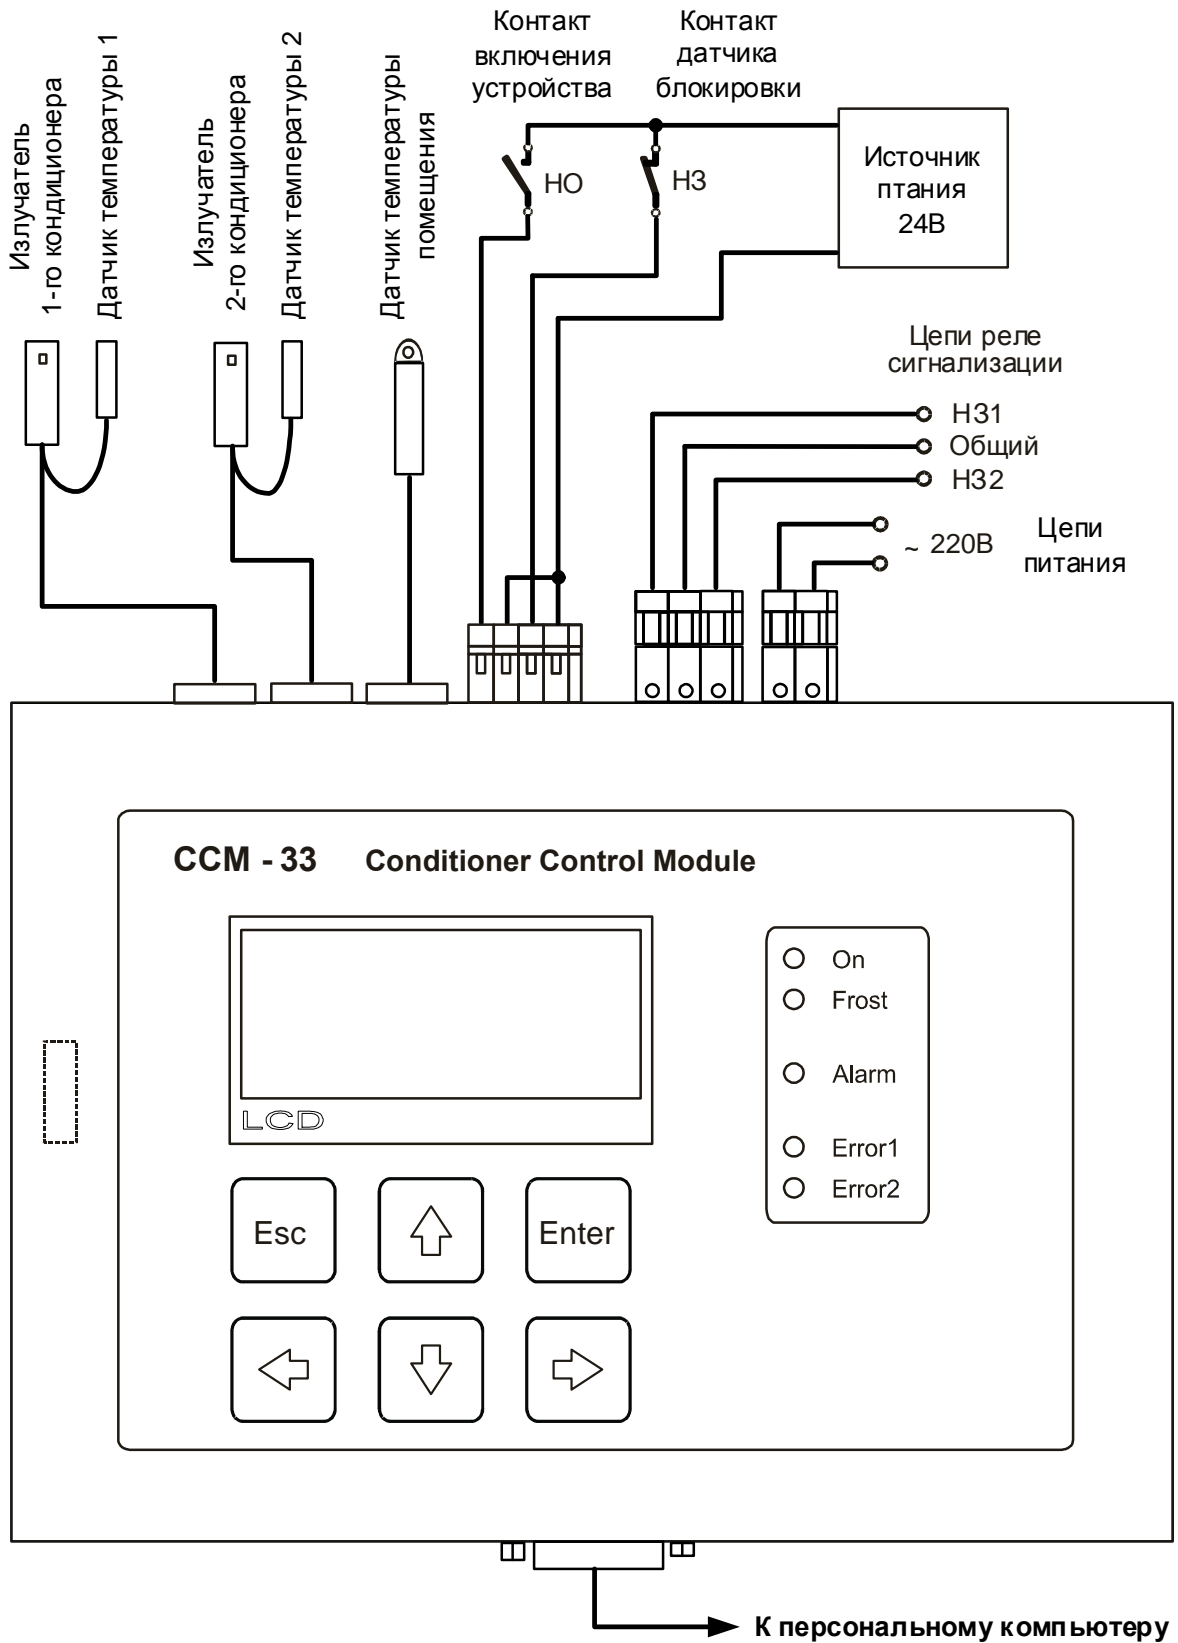 Излучатель
1-го кондиционера
Датчик температуры 1
Излучатель
2-го кондиционера
Датчик температуры 2
Датчик температуры
помещения
Контакт
включения
устройства
Контакт
датчика
блокировки
НО
НЗ
Источник
птания
24В
Цепи реле
сигнализации
НЗ1
Общий
НЗ2
~ 220В
Цепи
питания
CCM - 33 Conditioner Control Module
LCD
On
Frost
Alarm
Error1
Error2
Esc
Enter
К персональному компьютеру